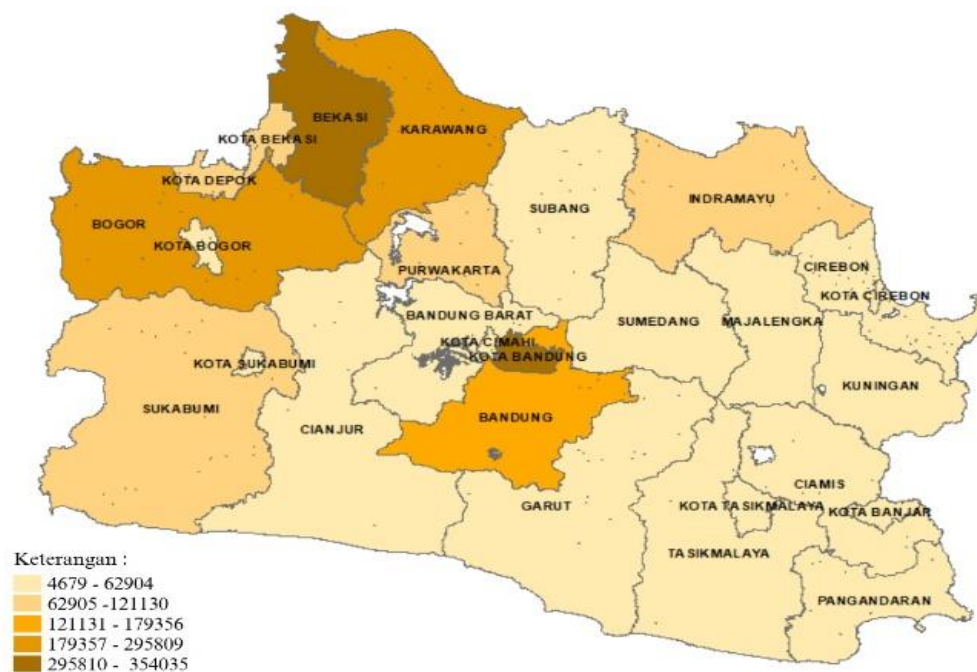 BEKASI
KARAWANG
KOTA BEKASI
KOTA DEPOK
INDRAMAYU
SUBANG
BOGOR
KOTA BOGOR
CIREBON
PURWAKARTA
KOTA CIREBON
BANDUNG BARAT
SUMEDANG
MAJALENGKA
KOTA CIMAHI
KOTA BANDUNG
KOTA SUKABUMI
KUNINGAN
SUKABUMI
BANDUNG
CIANJUR
CIAMIS
GARUT
KOTA TASIKMALAYA
KOTA BANJAR
TASIKMALAYA
PANGANDARAN
Keterangan :
4679 - 62904
62905 -121130
121131 - 179356
179357 - 295809
295810 - 354035